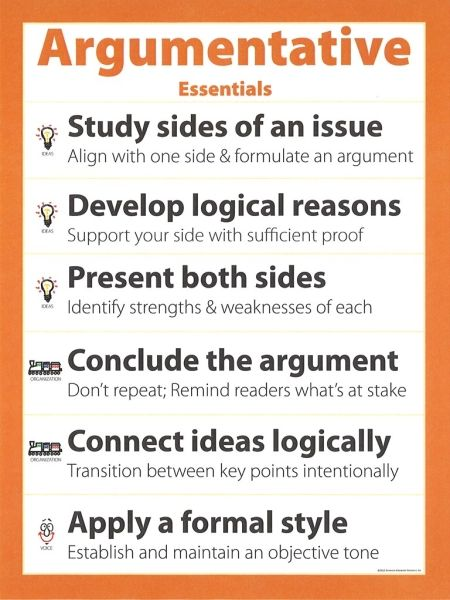 Argumentative
Essentials
Study sides of an issue
IDEAS
Align with one side & formulate an argument
Develop logical reasons
IDEAS
Support your side with sufficient proof
Present both sides
IDEAS
Identify strengths & weaknesses of each
Conclude the argument
ORGANIZATION
Don't repeat; Remind readers what's at stake
Connect ideas logically
ORGANIZATION
Transition between key points intentionally
Apply a formal style
VOICE
Establish and maintain an objective tone